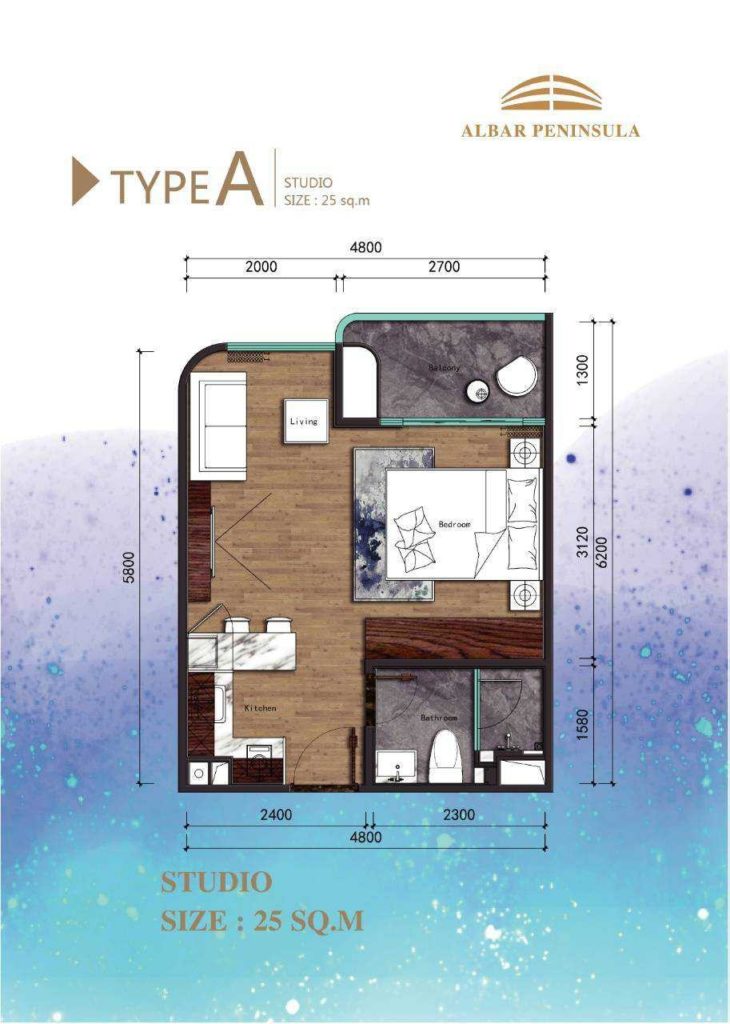 ALBAR PENINSULA
TYPE A
STUDIO
SIZE : 25 sq.m
4800
2000
2700
1300
Balcony
Living
Bedroom
5800
3120
6200
Kitchen
Bathroom
1580
2400
2300
4800
STUDIO
SIZE : 25 SQ.M